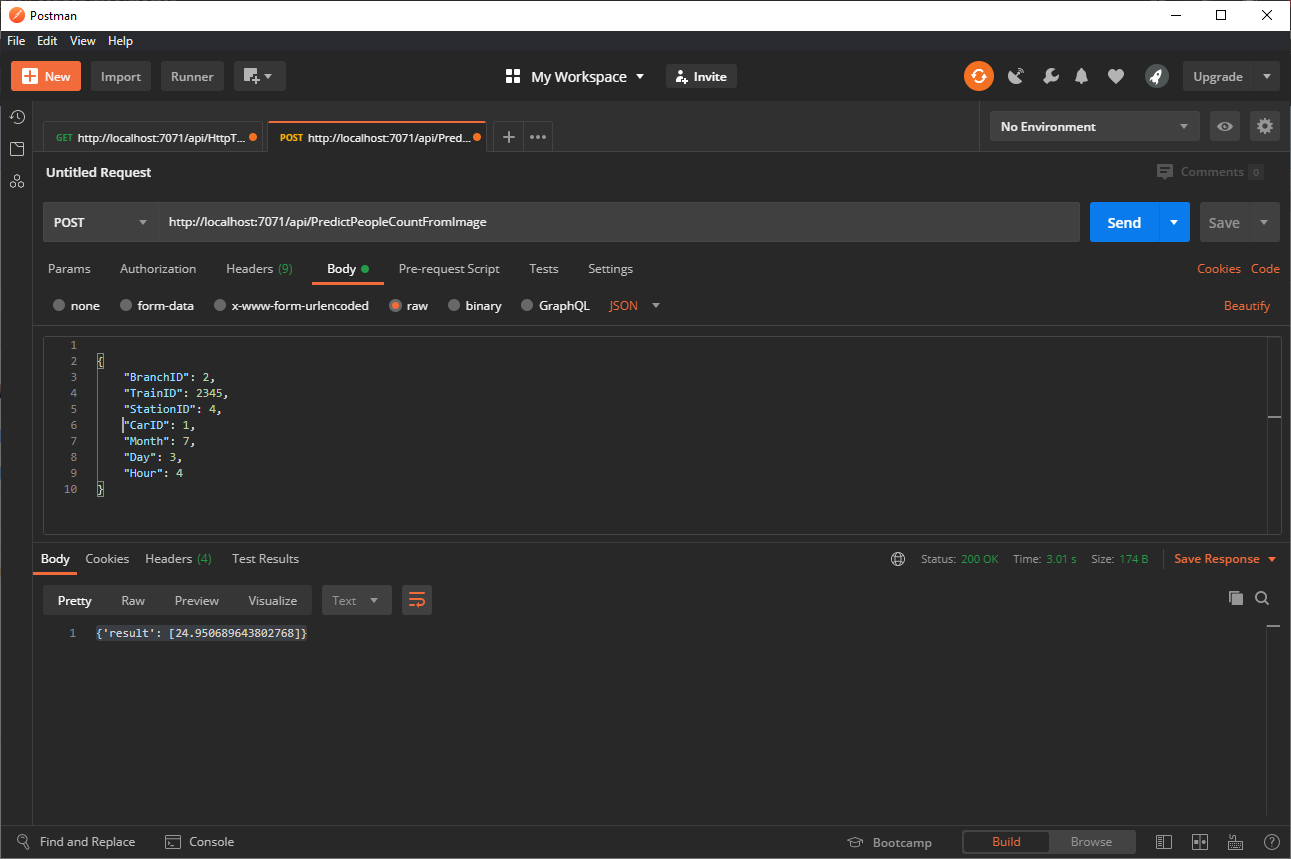 Postman
File Edit View Help
New Import Runner My Workspace Invite Upgrade
GET http://localhost:7071/api/HttpT... POST http://localhost:7071/api/Pred... No Environment
Untitled Request Comments 0
POST http://localhost:7071/api/PredictPeopleCountFromImage Send Save
Params Authorization Headers (9) Body Pre-request Script Tests Settings Cookies Code
none form-data x-www-form-urlencoded raw binary GraphQL JSON Beautify
1
2 {
3 "BranchID": 2,
4 "TrainID": 2345,
5 "StationID": 4,
6 "CarID": 1,
7 "Month": 7,
8 "Day": 3,
9 "Hour": 4
10 }
Body Cookies Headers (4) Test Results Status: 200 OK Time: 3.01 s Size: 174 B Save Response
Pretty Raw Preview Visualize Text
1 {'result': [24.950689643802768]}
Find and Replace Console Bootcamp Build Browse